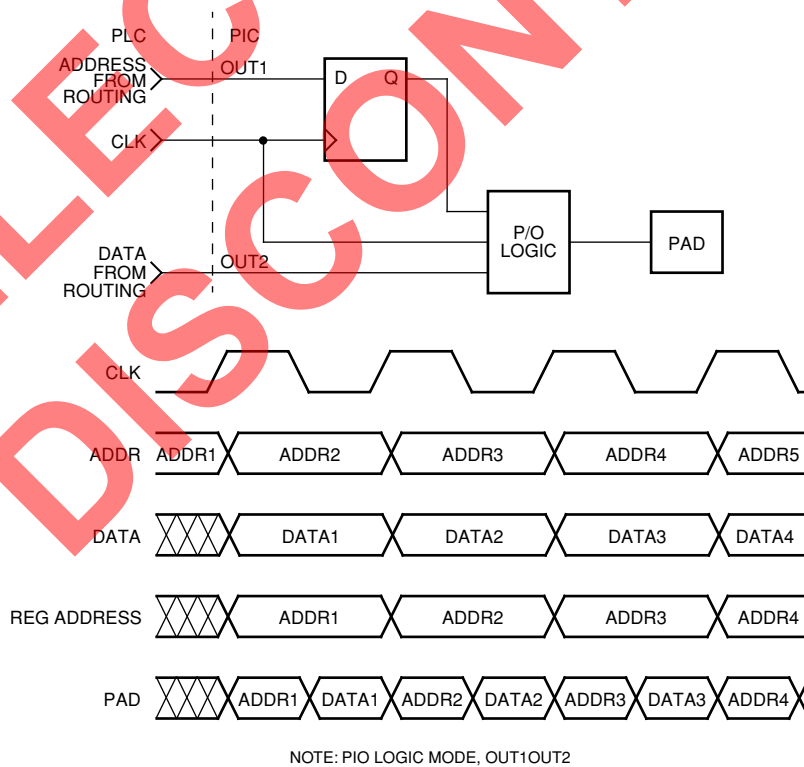 PLC PIC
ADDRESS
FROM
ROUTING
OUT1
D Q
CLK
P/O
LOGIC
PAD
DATA
FROM
ROUTING
OUT2
CLK
ADDR ADDR1 ADDR2 ADDR3 ADDR4 ADDR5
DATA DATA1 DATA2 DATA3 DATA4
REG ADDRESS ADDR1 ADDR2 ADDR3 ADDR4
PAD ADDR1 DATA1 ADDR2 DATA2 ADDR3 DATA3 ADDR4
NOTE: PIO LOGIC MODE, OUT1OUT2